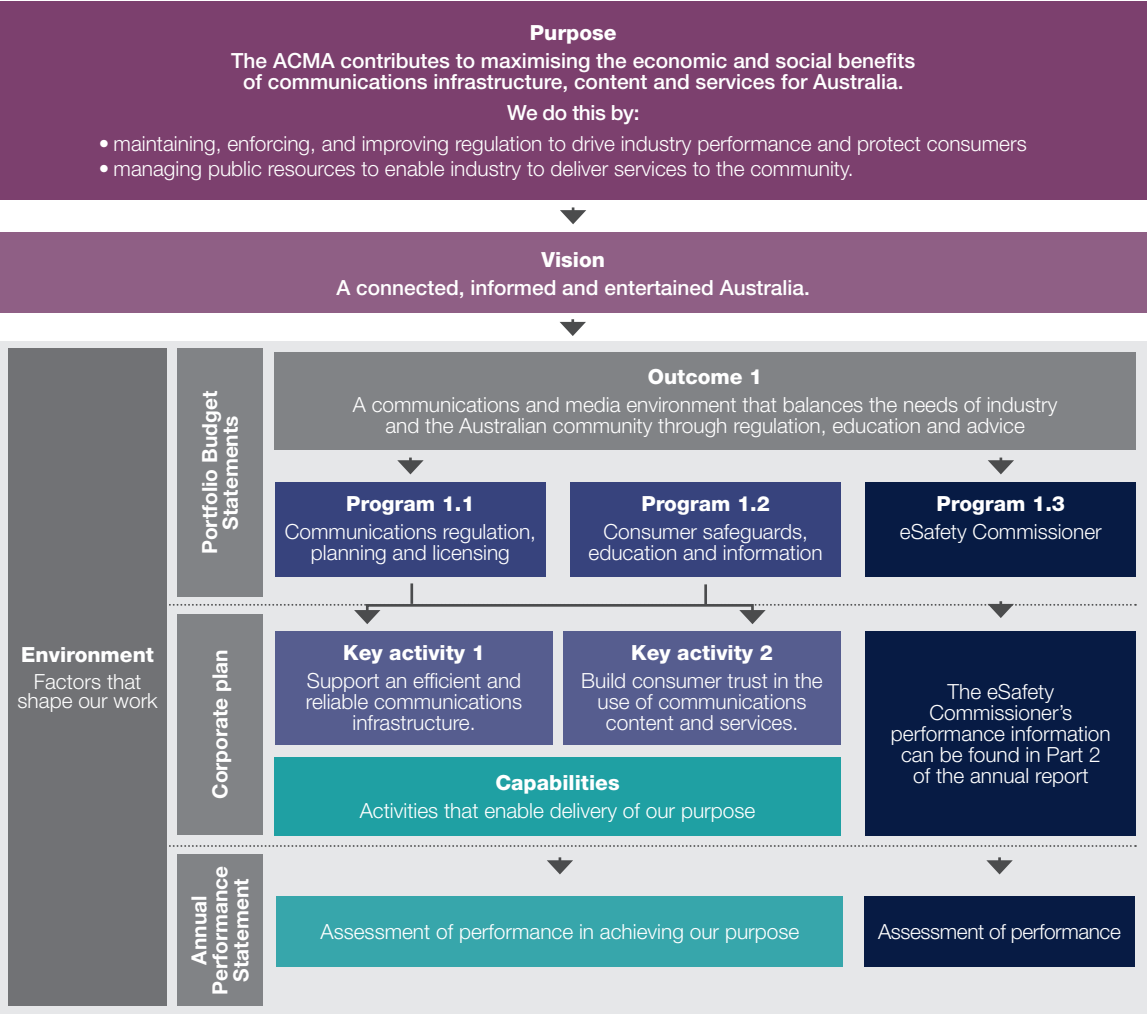 Purpose
The ACMA contributes to maximising the economic and social benefits
of communications infrastructure, content and services for Australia.
We do this by:
• maintaining, enforcing, and improving regulation to drive industry performance and protect consumers
• managing public resources to enable industry to deliver services to the community.
Vision
A connected, informed and entertained Australia.
Environment
Factors that
shape our work
Portfolio Budget
Statements
Outcome 1
A communications and media environment that balances the needs of industry
and the Australian community through regulation, education and advice
Program 1.1
Communications regulation,
planning and licensing
Program 1.2
Consumer safeguards,
education and information
Program 1.3
eSafety Commissioner
Corporate plan
Key activity 1
Support an efficient and
reliable communications
infrastructure.
Key activity 2
Build consumer trust in the
use of communications
content and services.
Capabilities
Activities that enable delivery of our purpose
The eSafety
Commissioner’s
performance information
can be found in Part 2
of the annual report
Annual
Performance
Statement
Assessment of performance in achieving our purpose
Assessment of performance